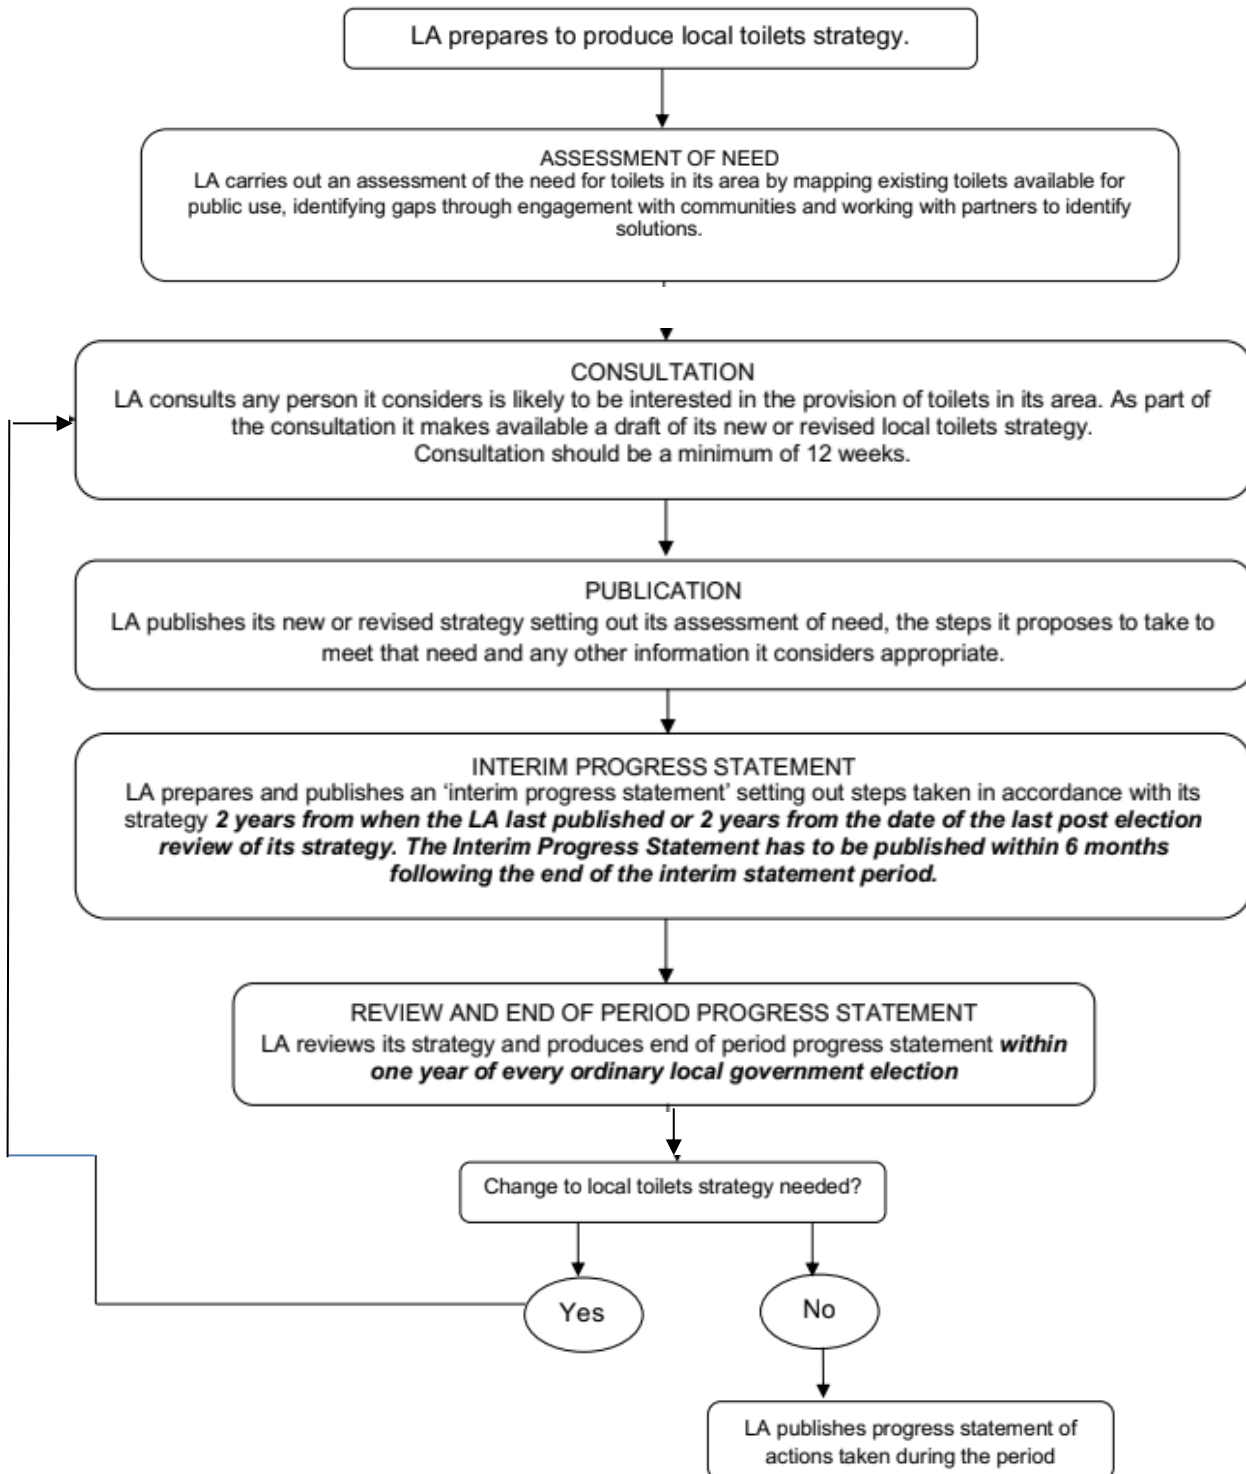 LA prepares to produce local toilets strategy.
ASSESSMENT OF NEED
LA carries out an assessment of the need for toilets in its area by mapping existing toilets available for
public use, identifying gaps through engagement with communities and working with partners to identify
solutions.
CONSULTATION
LA consults any person it considers is likely to be interested in the provision of toilets in its area. As part of
the consultation it makes available a draft of its new or revised local toilets strategy.
Consultation should be a minimum of 12 weeks.
PUBLICATION
LA publishes its new or revised strategy setting out its assessment of need, the steps it proposes to take to
meet that need and any other information it considers appropriate.
INTERIM PROGRESS STATEMENT
LA prepares and publishes an ‘interim progress statement’ setting out steps taken in accordance with its
strategy 2 years from when the LA last published or 2 years from the date of the last post election
review of its strategy. The Interim Progress Statement has to be published within 6 months
following the end of the interim statement period.
REVIEW AND END OF PERIOD PROGRESS STATEMENT
LA reviews its strategy and produces end of period progress statement within
one year of every ordinary local government election
Change to local toilets strategy needed?
Yes
No
LA publishes progress statement of
actions taken during the period